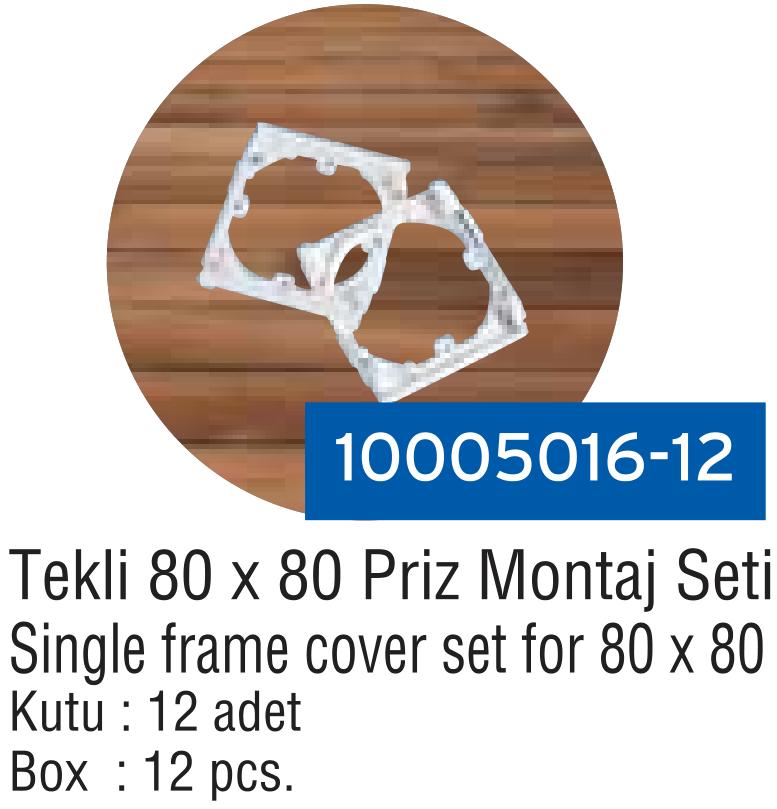 10005016-12
Tekli 80 x 80 Priz Montaj Seti
Single frame cover set for 80 x 80
Kutu : 12 adet
Box : 12 pcs.